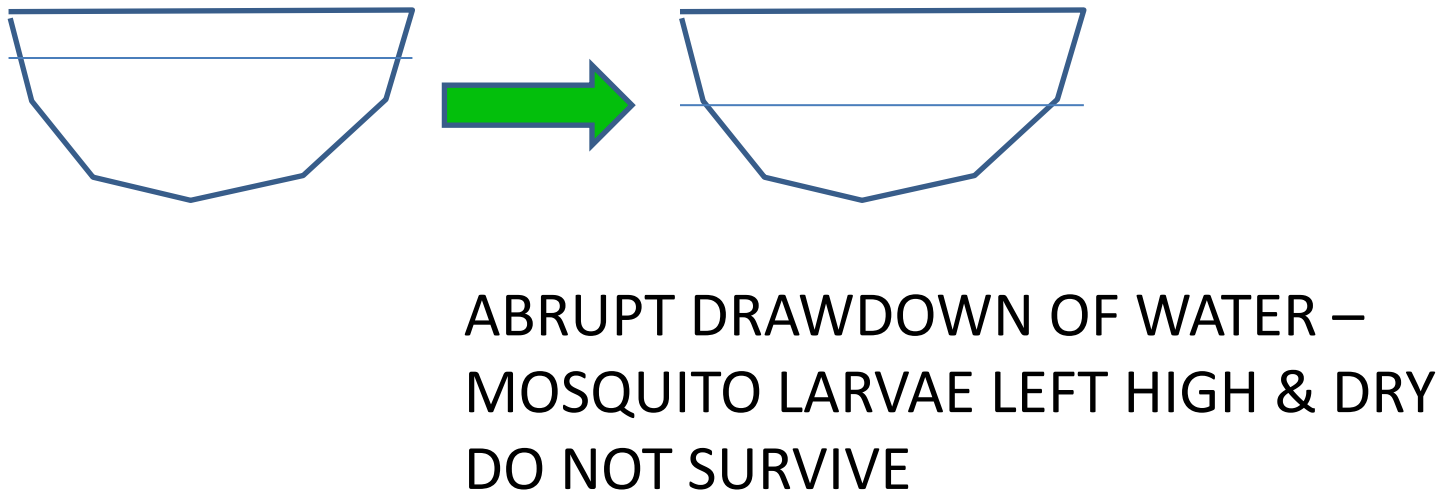 ABRUPT DRAWDOWN OF WATER –
MOSQUITO LARVAE LEFT HIGH & DRY
DO NOT SURVIVE